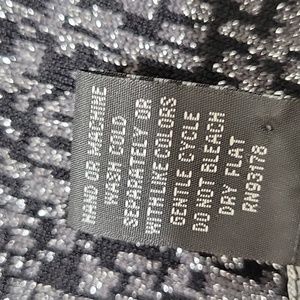 HAND OR MACHINE
WASH COLD
SEPARATELY OR
WITH LIKE COLORS
GENTLE CYCLE
DO NOT BLEACH
DRY FLAT
RN93178